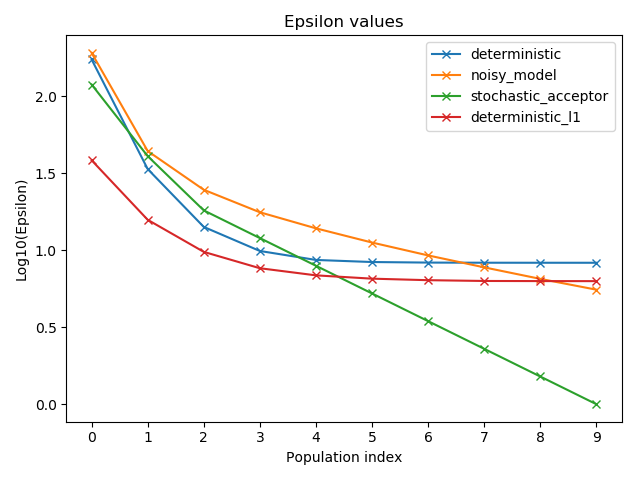 Epsilon values
deterministic
noisy_model
stochastic_acceptor
deterministic_l1
Log10(Epsilon)
2.0
1.5
1.0
0.5
0.0
0 1 2 3 4 5 6 7 8 9
Population index